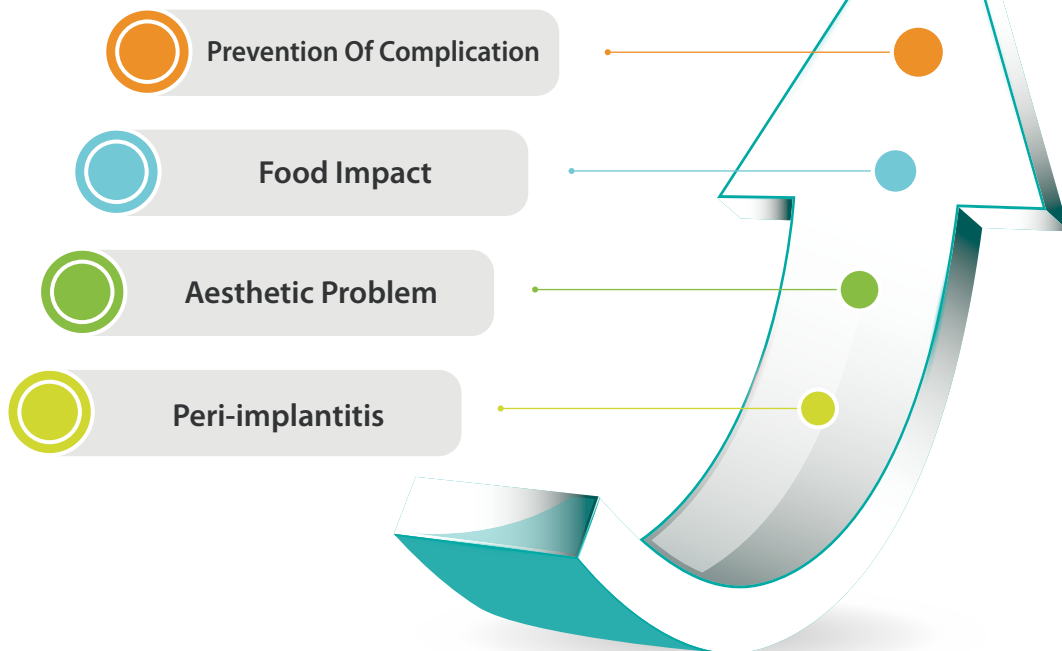 Prevention Of Complication
Food Impact
Aesthetic Problem
Peri-implantitis